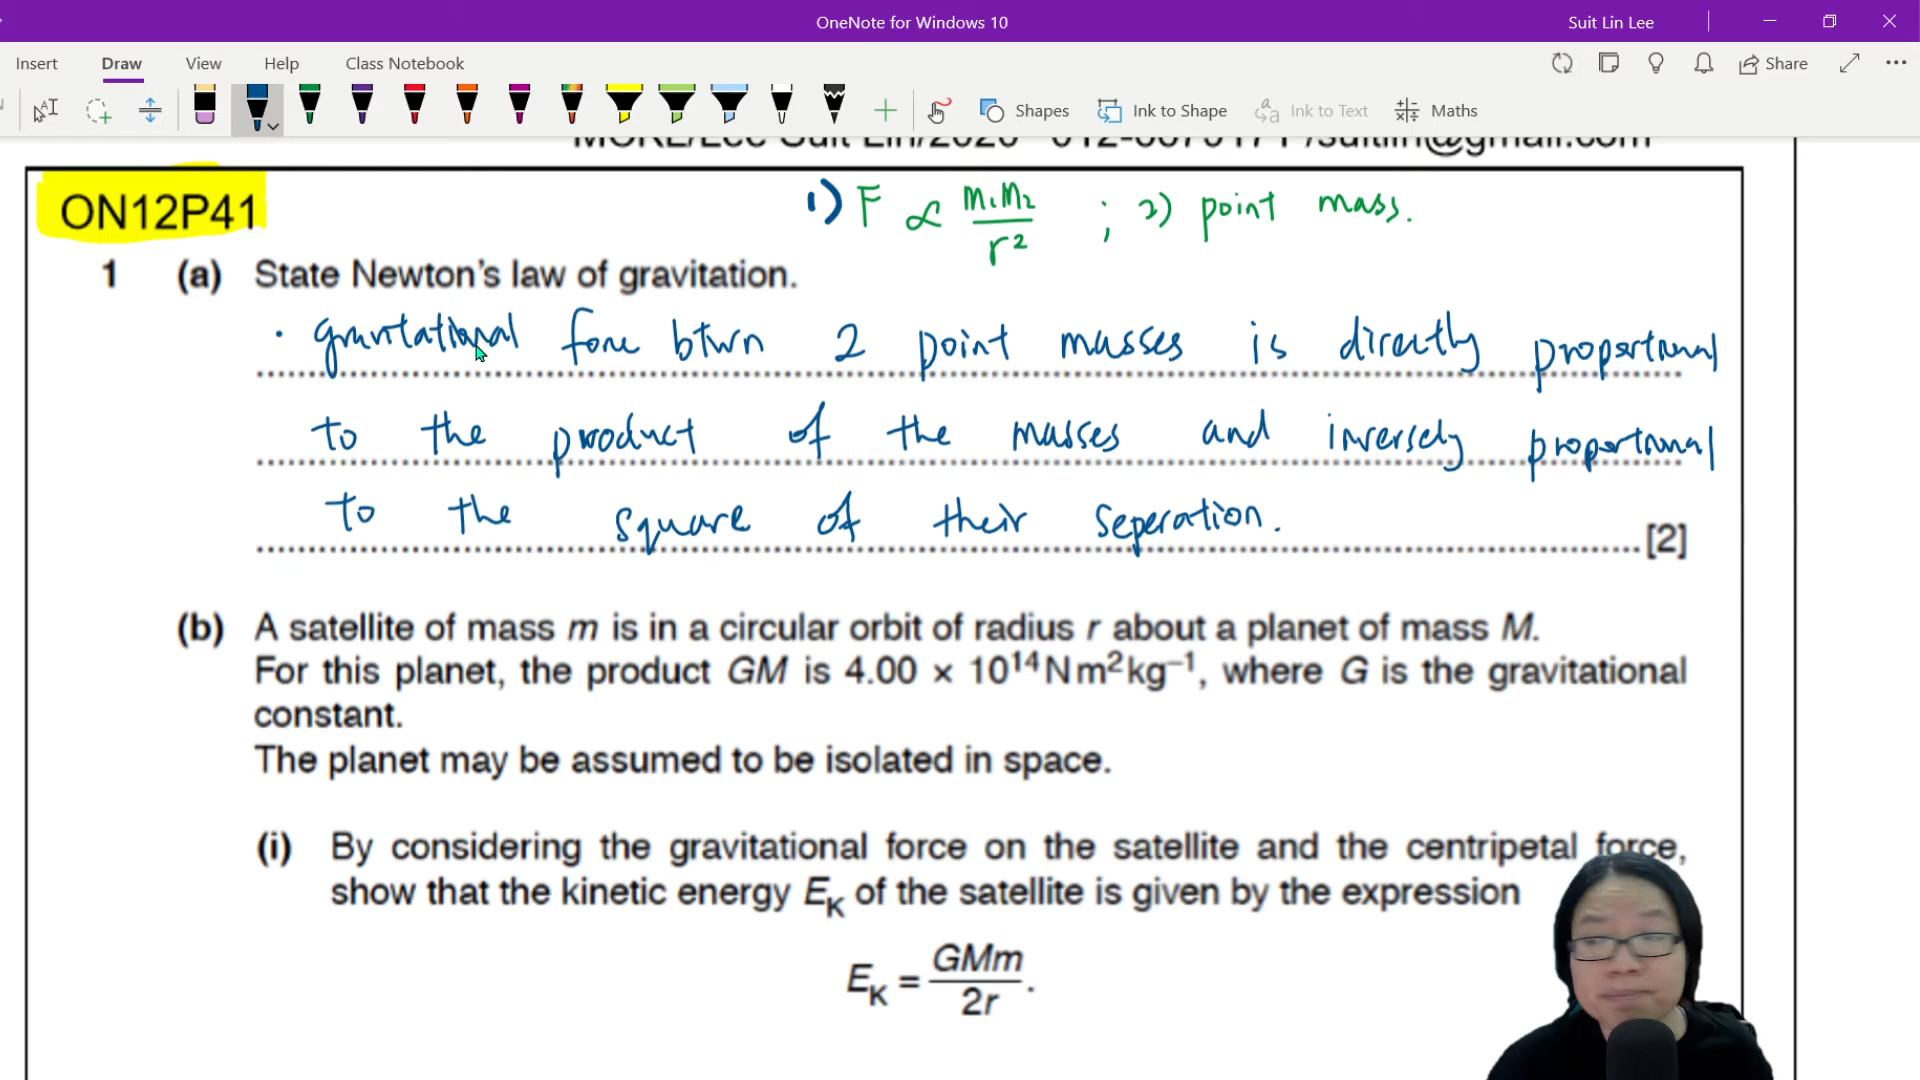 OneNote for Windows 10
Suit Lin Lee
Insert Draw View Help Class Notebook
Share
Shapes Ink to Shape Ink to Text Maths
ON12P41
1) F ∝ m₁m₂/r² ; 2) point mass.
1 (a) State Newton's law of gravitation.
• gravitational force btwn 2 point masses is directly proportional
to the product of the masses and inversely proportional
to the square of their seperation.
[2]
(b) A satellite of mass m is in a circular orbit of radius r about a planet of mass M.
For this planet, the product GM is 4.00 × 10¹⁴ N m² kg⁻¹, where G is the gravitational
constant.
The planet may be assumed to be isolated in space.
(i) By considering the gravitational force on the satellite and the centripetal force,
show that the kinetic energy E_K of the satellite is given by the expression
E_K = GMm/2r.